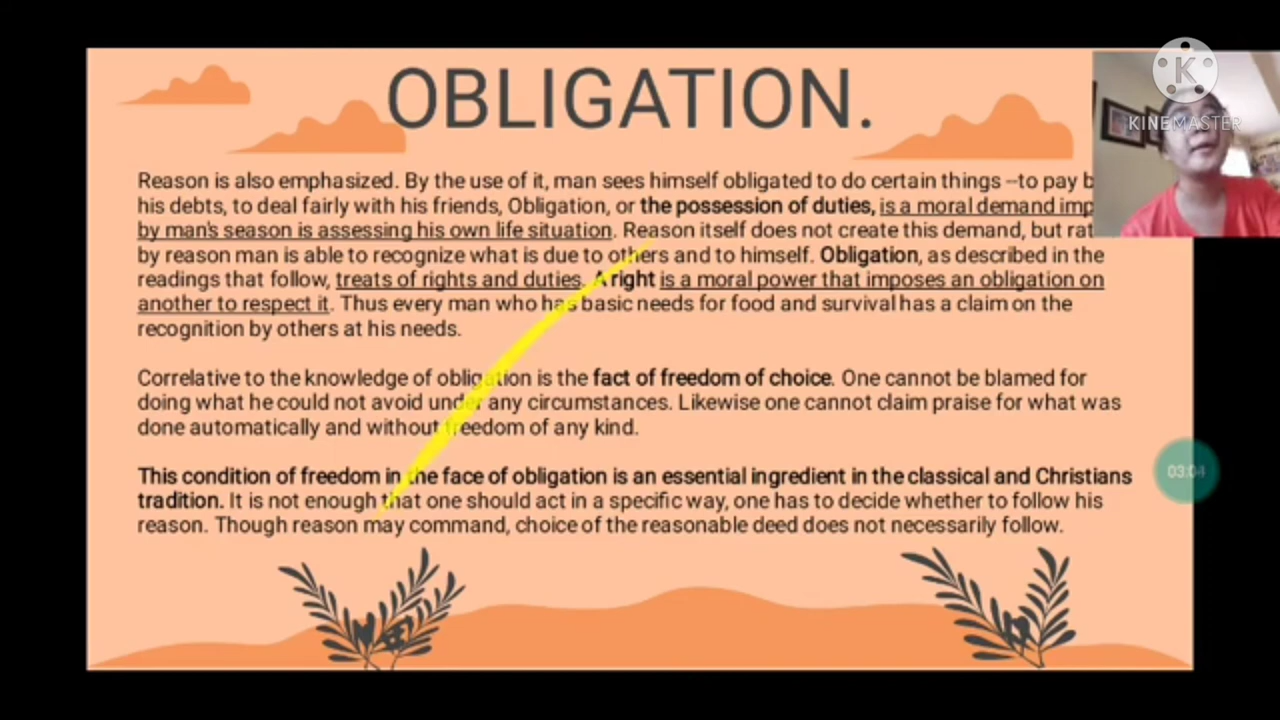 OBLIGATION.
K
KINEMASTER
Reason is also emphasized. By the use of it, man sees himself obligated to do certain things --to pay b
his debts, to deal fairly with his friends, Obligation, or the possession of duties, is a moral demand imp
by man's season is assessing his own life situation. Reason itself does not create this demand, but rat
by reason man is able to recognize what is due to others and to himself. Obligation, as described in the
readings that follow, treats of rights and duties. A right is a moral power that imposes an obligation on
another to respect it. Thus every man who has basic needs for food and survival has a claim on the
recognition by others at his needs.
Correlative to the knowledge of obligation is the fact of freedom of choice. One cannot be blamed for
doing what he could not avoid under any circumstances. Likewise one cannot claim praise for what was
done automatically and without freedom of any kind.
This condition of freedom in the face of obligation is an essential ingredient in the classical and Christians
tradition. It is not enough that one should act in a specific way, one has to decide whether to follow his
reason. Though reason may command, choice of the reasonable deed does not necessarily follow.
03:04